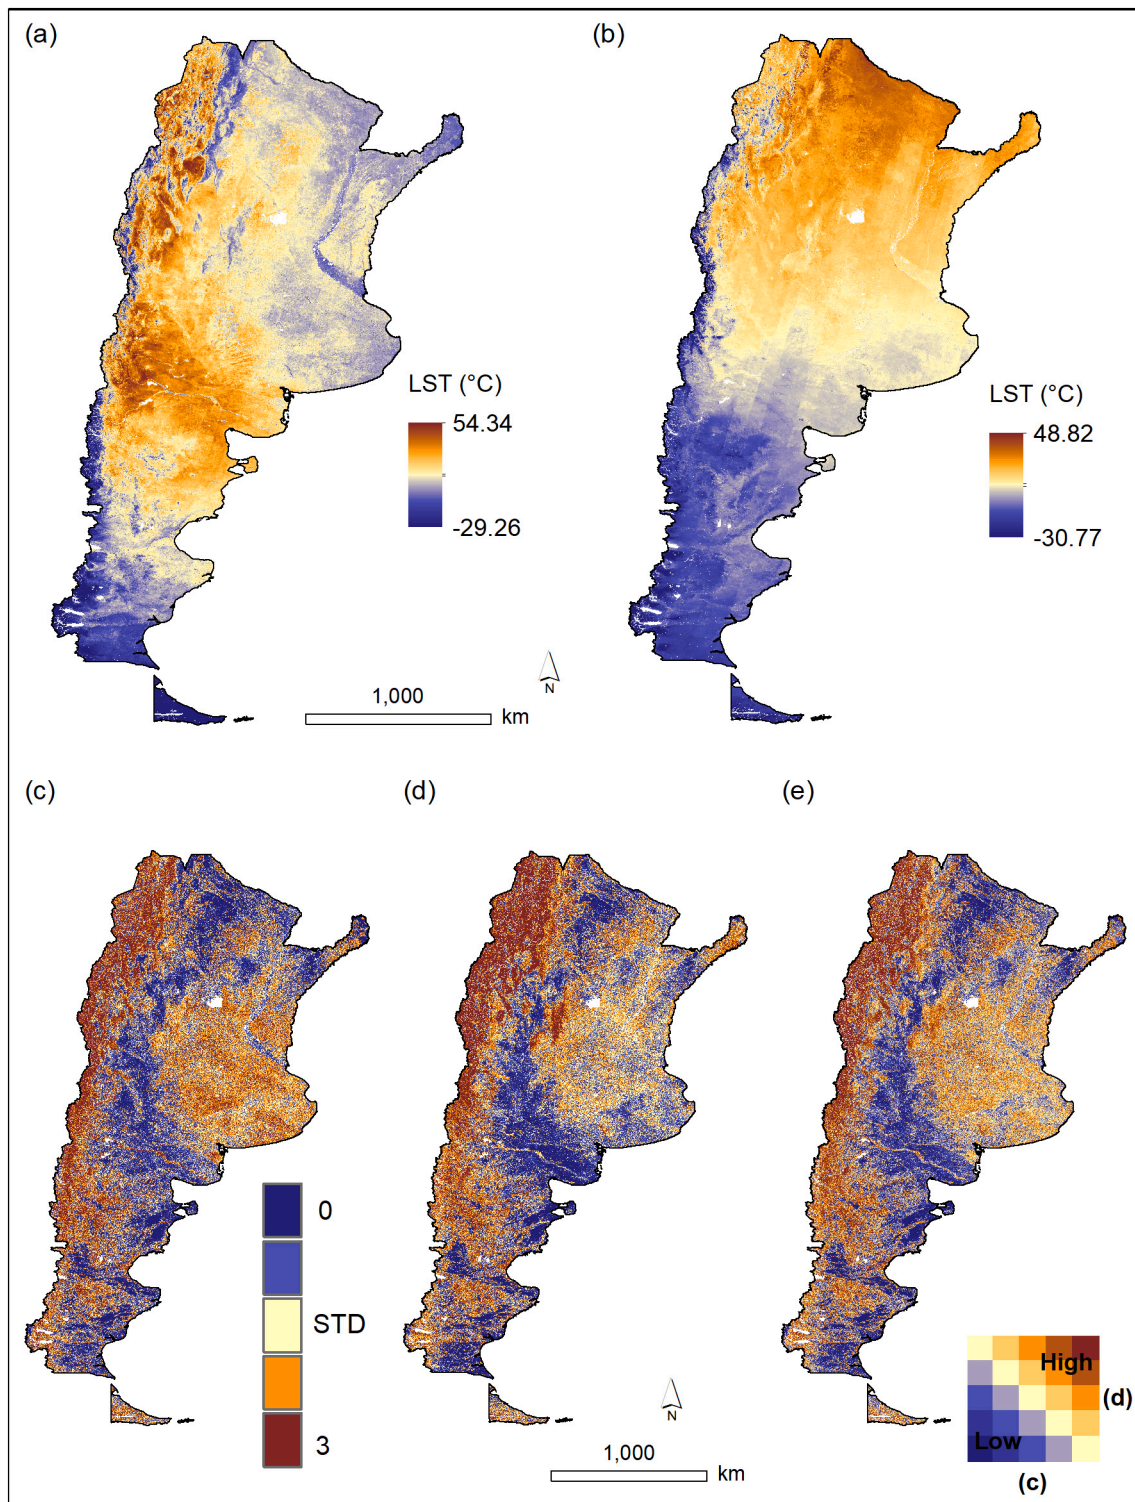 (a)
(b)
LST (°C)
54.34
-29.26
LST (°C)
48.82
-30.77
N
1,000
km
(c)
(d)
(e)
0
STD
3
N
1,000
km
High
Low
(d)
(c)